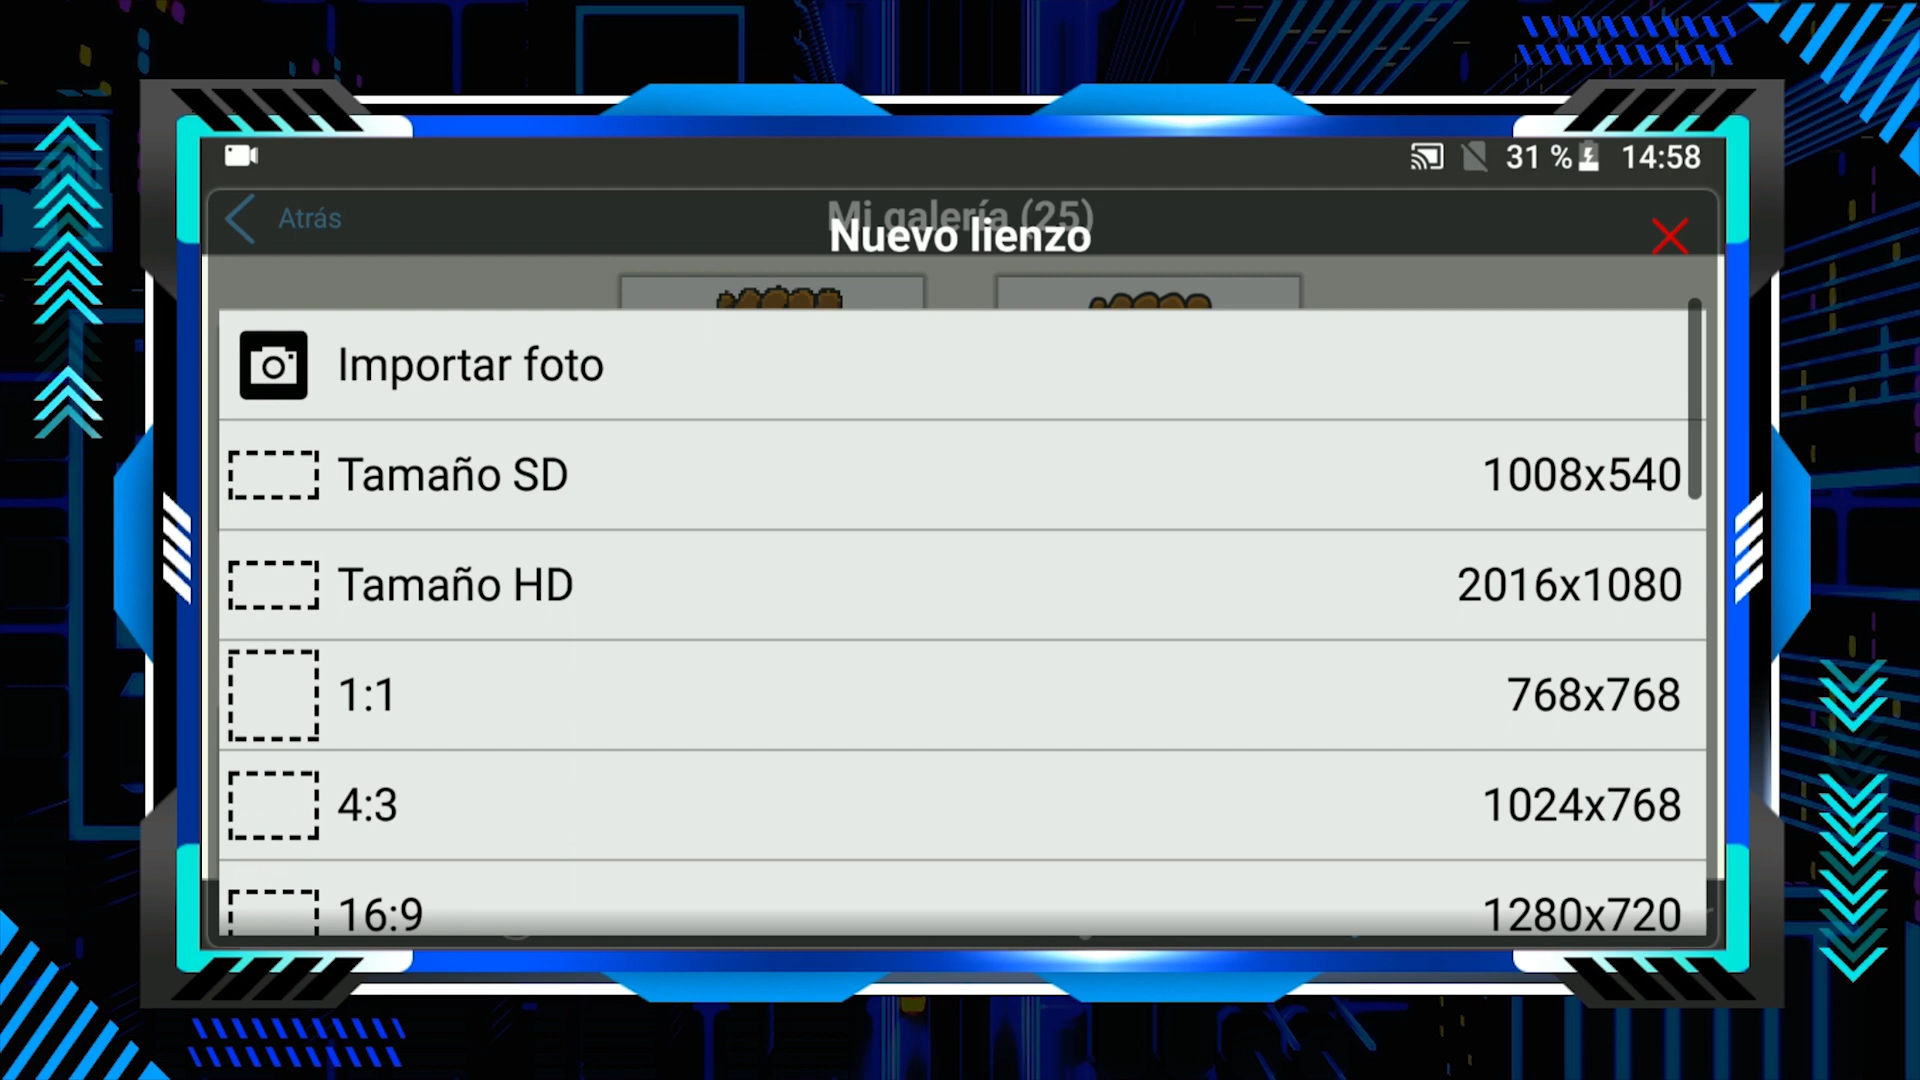 31 % 14:58
Atrás
Mi galería (25)
Nuevo lienzo
Importar foto
Tamaño SD 1008x540
Tamaño HD 2016x1080
1:1 768x768
4:3 1024x768
16:9 1280x720